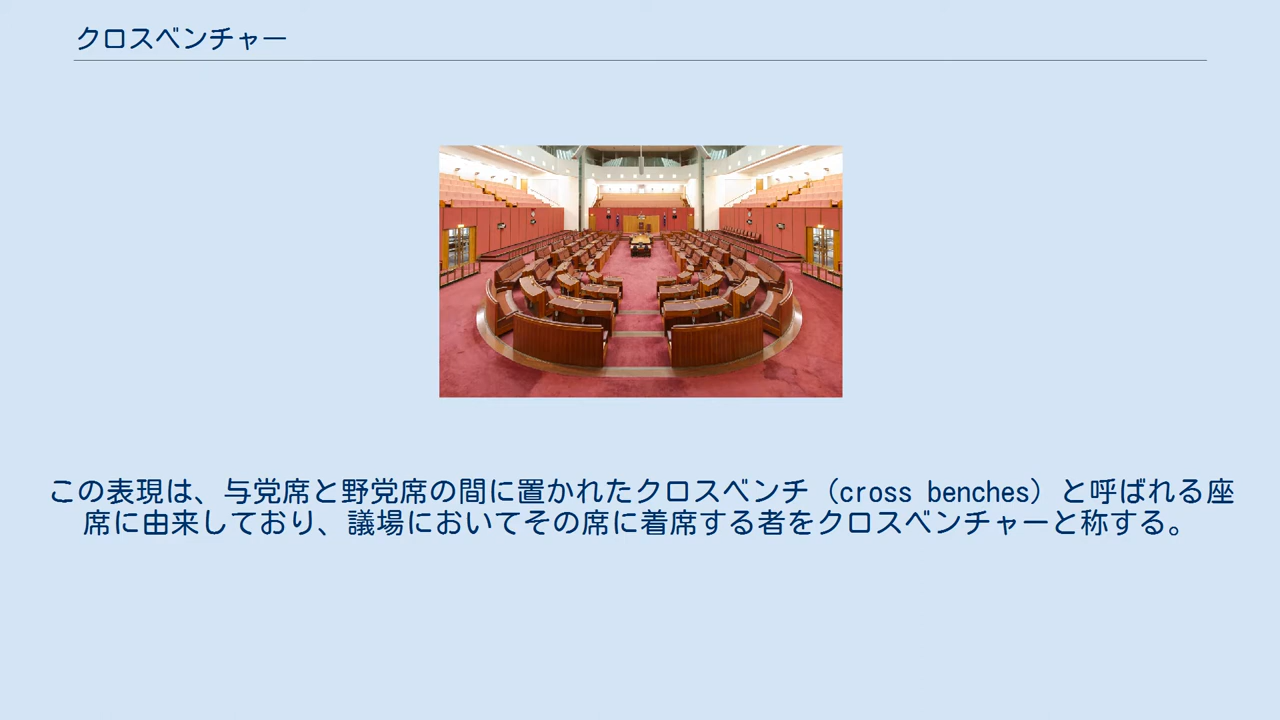 クロスベンチャー
この表現は、与党席と野党席の間に置かれたクロスベンチ（cross benches）と呼ばれる座
席に由来しており、議場においてその席に着席する者をクロスベンチャーと称する。